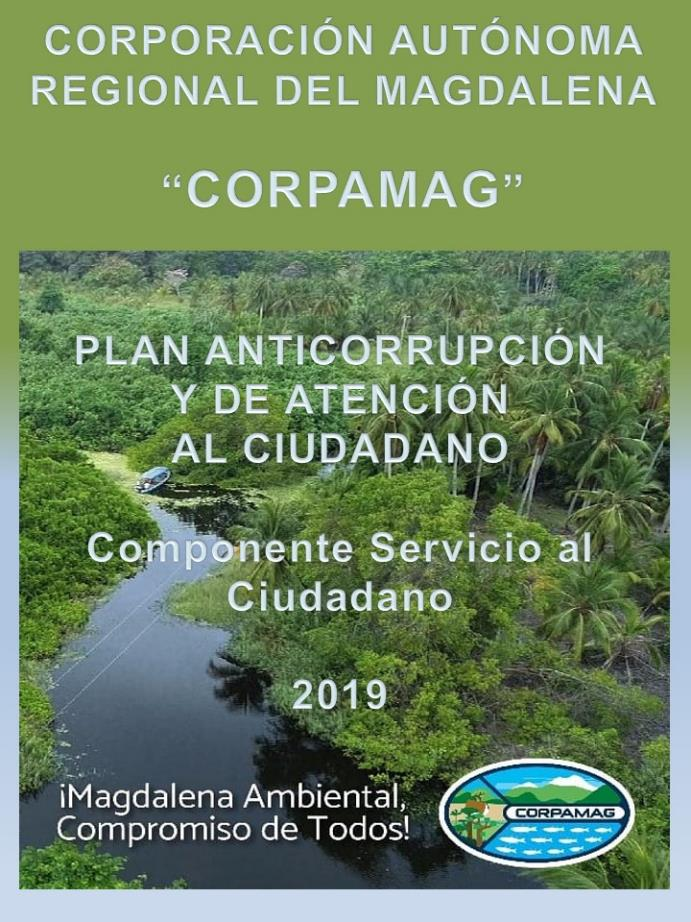 CORPORACIÓN AUTÓNOMA
REGIONAL DEL MAGDALENA
“CORPAMAG”
PLAN ANTICORRUPCIÓN
Y DE ATENCIÓN
AL CIUDADANO
Componente Servicio al
Ciudadano
2019
¡Magdalena Ambiental,
Compromiso de Todos!
CORPAMAG